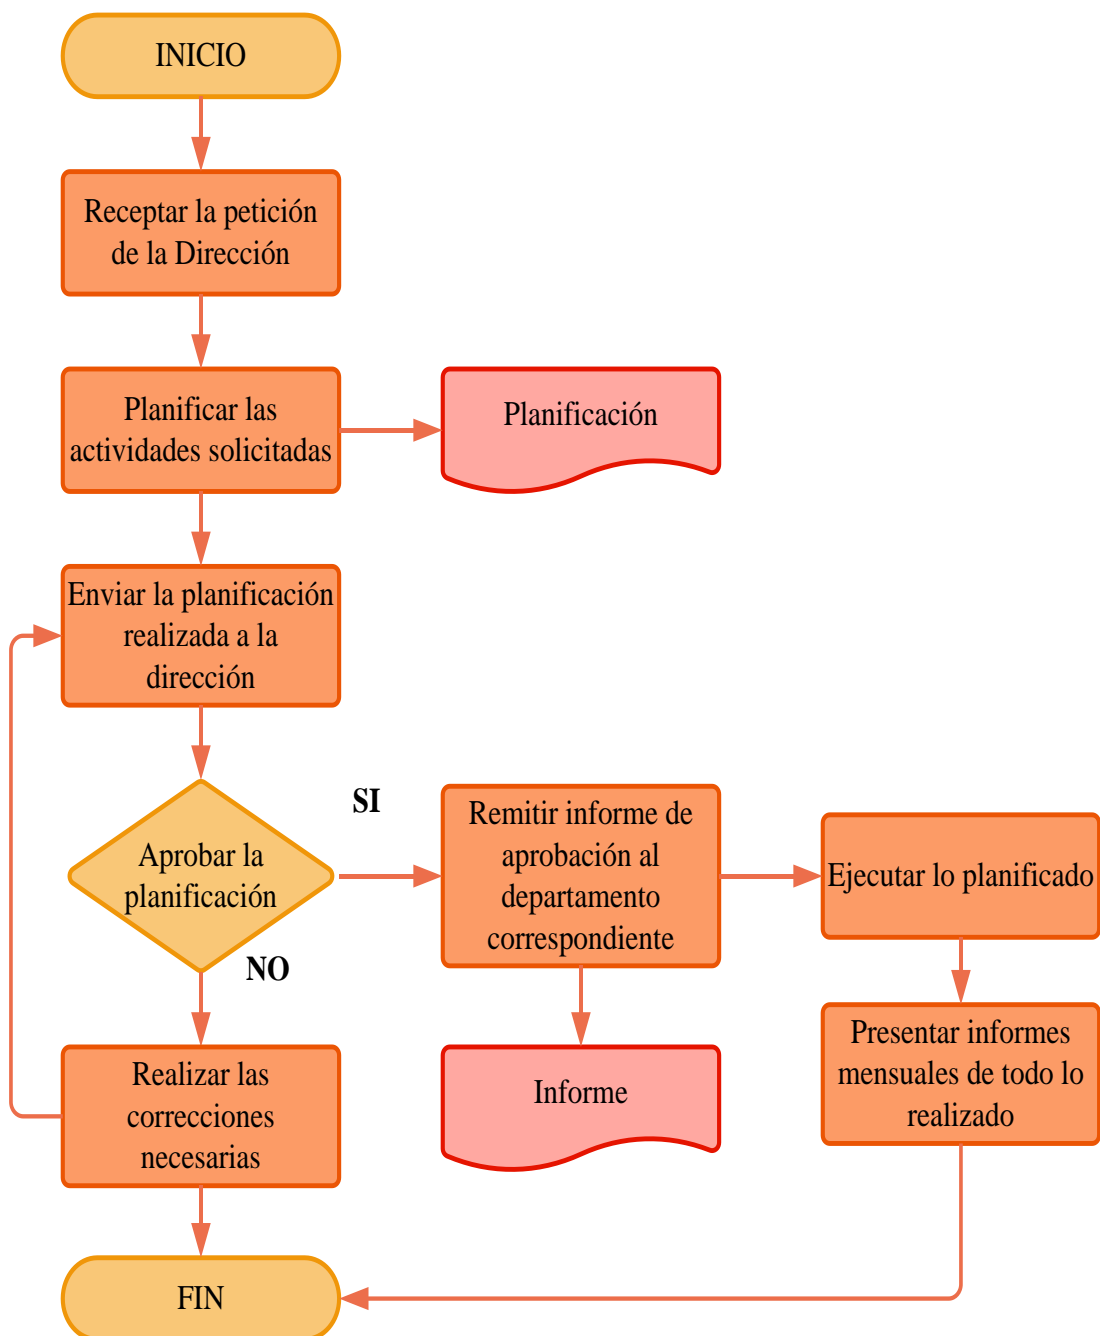 INICIO
Receptar la petición
de la Dirección
Planificar las
actividades solicitadas
Planificación
Enviar la planificación
realizada a la
dirección
Aprobar la
planificación
SI
NO
Remitir informe de
aprobación al
departamento
correspondiente
Ejecutar lo planificado
Realizar las
correcciones
necesarias
Informe
Presentar informes
mensuales de todo lo
realizado
FIN